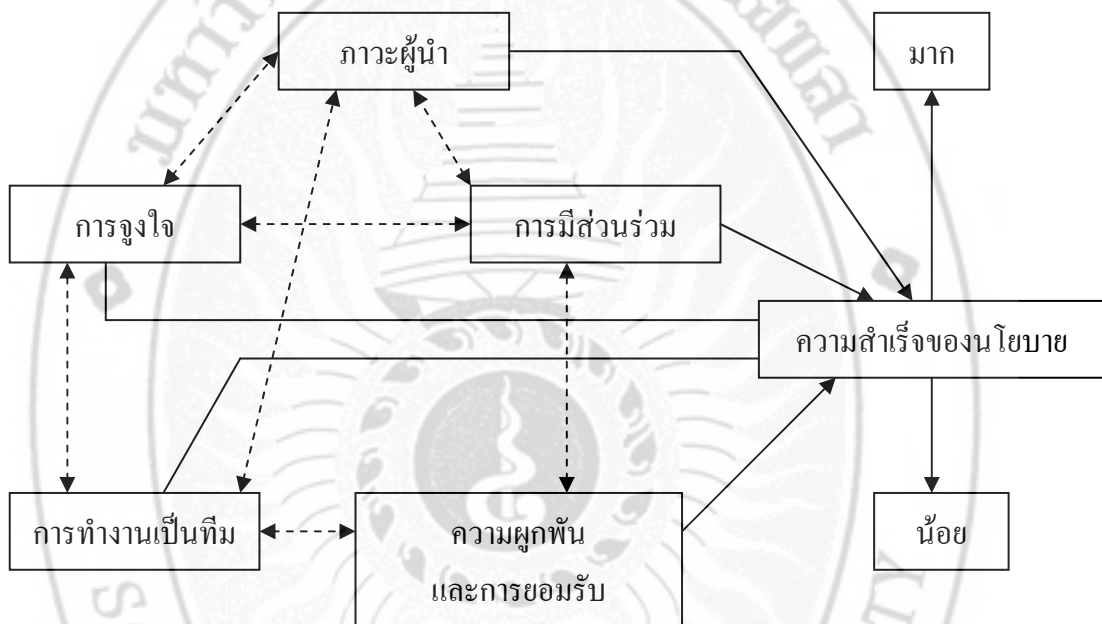 ภาวะผู้นำ
มาก
การจูงใจ
การมีส่วนร่วม
ความสำเร็จของนโยบาย
การทำงานเป็นทีม
ความผูกพัน
และการยอมรับ
น้อย